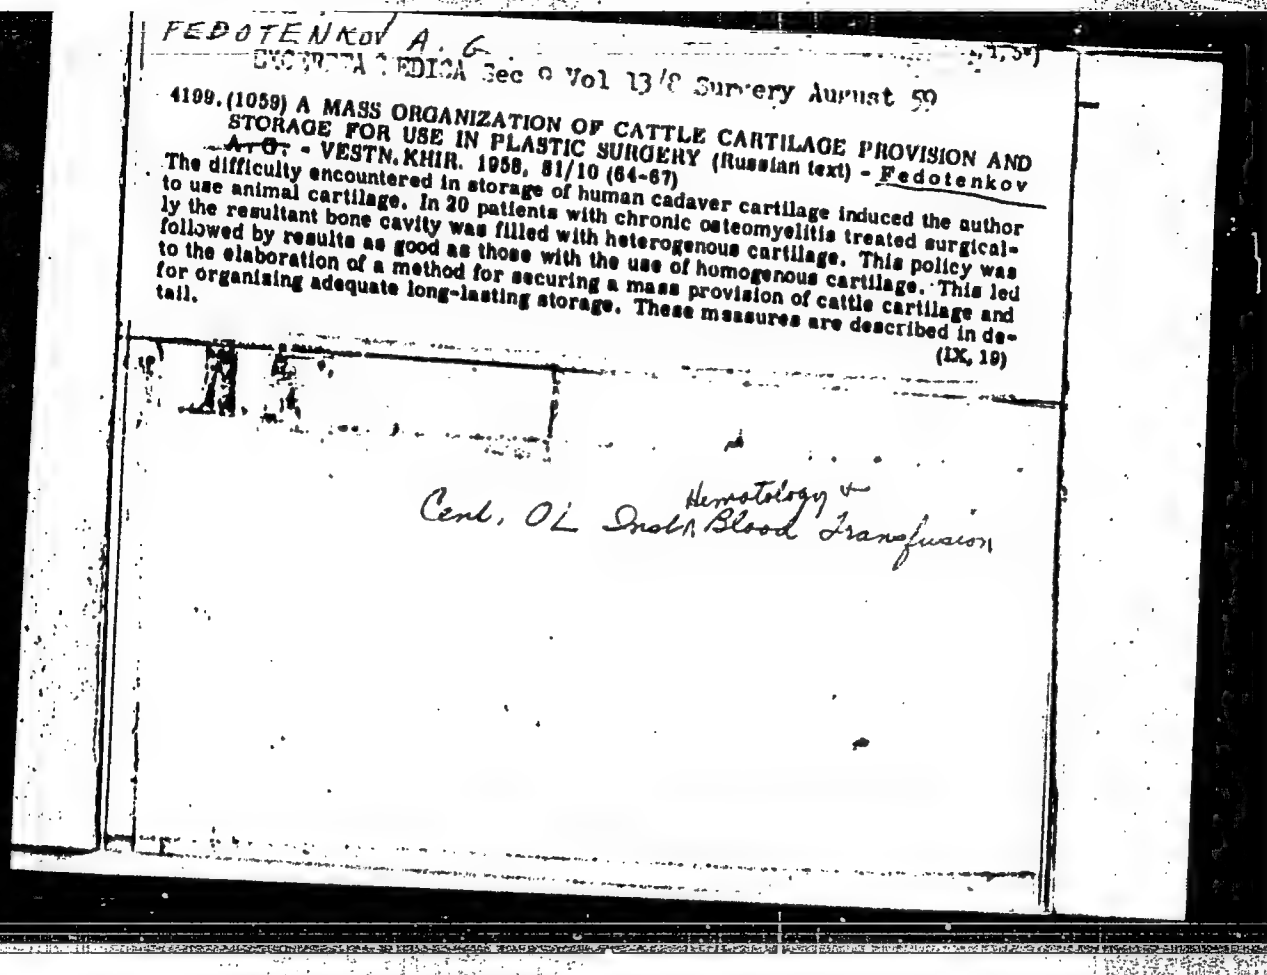 FEDOTENKOV A. G.
EXCERPTA MEDICA Sec 9 Vol 13/8 Survery August 59
4199. (1059) A MASS ORGANIZATION OF CATTLE CARTILAGE PROVISION AND
STORAGE FOR USE IN PLASTIC SURGERY (Russian text) - Fedotenkov
A. G. - VESTN. KHIR. 1958, 81/10 (64-67)
The difficulty encountered in storage of human cadaver cartilage induced the author
to use animal cartilage. In 20 patients with chronic osteomyelitis treated surgical-
ly the resultant bone cavity was filled with heterogenous cartilage. This policy was
followed by results as good as those with the use of homogenous cartilage. This led
to the elaboration of a method for securing a mass provision of cattle cartilage and
for organising adequate long-lasting storage. These measures are described in de-
tail.
(IX, 19)
Hematology &
Cent. OL Inst. Blood Transfusion